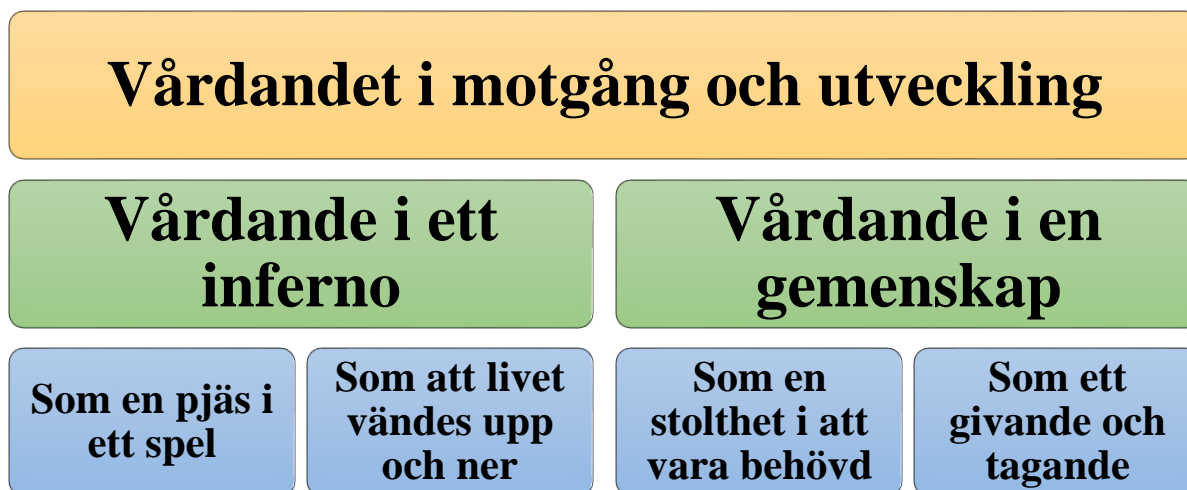 Vårdandet i motgång och utveckling
Vårdande i ett
inferno
Vårdande i en
gemenskap
Som en pjäs i
ett spel
Som att livet
vändes upp
och ner
Som en
stolthet i att
vara behövd
Som ett
givande och
tagande